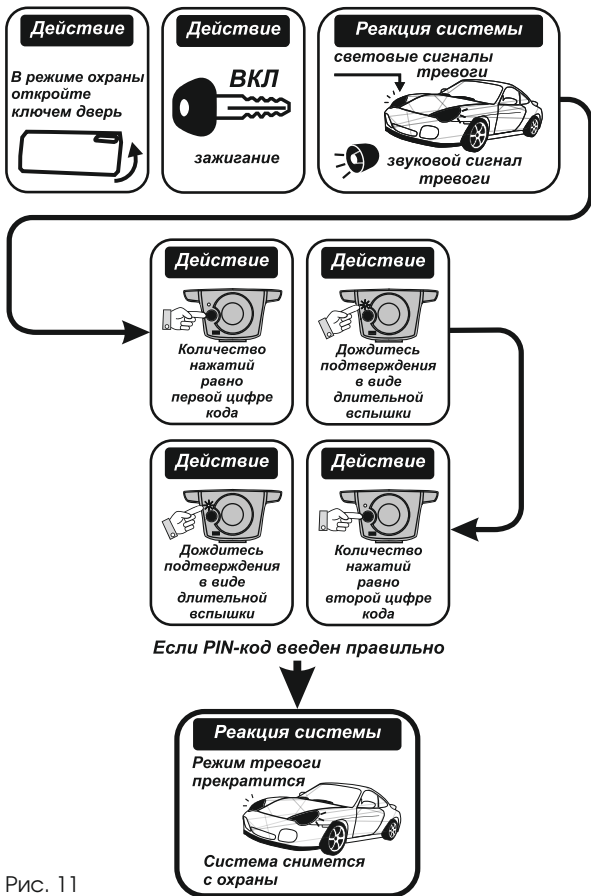 Действие
В режиме охраны
откройте
ключем дверь
Действие
ВКЛ
зажигание
Реакция системы
световые сигналы
тревоги
звуковой сигнал
тревоги
Действие
Количество
нажатий
равно
первой цифре
кода
Действие
Дождитесь
подтверждения
в виде
длительной
вспышки
Действие
Дождитесь
подтверждения
в виде
длительной
вспышки
Действие
Количество
нажатий
равно
второй цифре
кода
Если PIN-код введен правильно
Реакция системы
Режим тревоги
прекратится
Система снимется
с охраны
Рис. 11